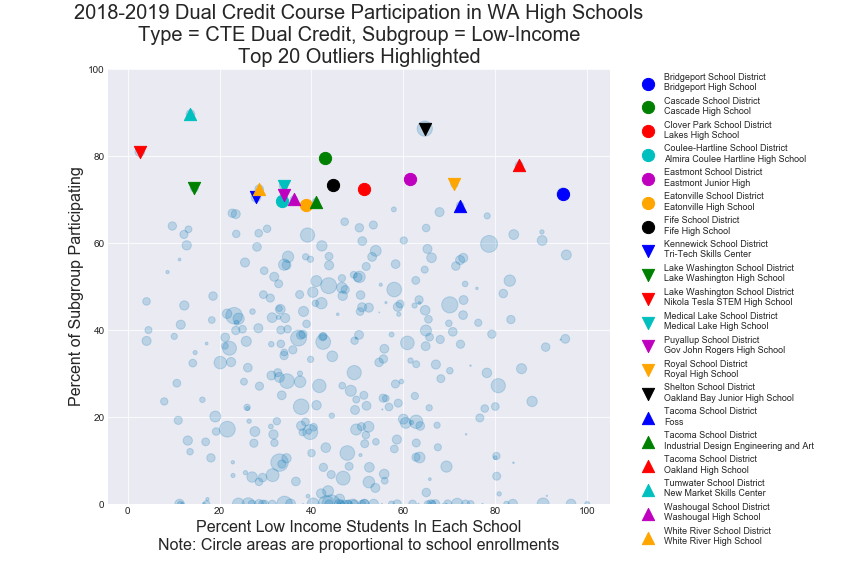 2018-2019 Dual Credit Course Participation in WA High Schools
Type = CTE Dual Credit, Subgroup = Low-Income
Top 20 Outliers Highlighted
Percent of Subgroup Participating
100
80
60
40
20
0
0 20 40 60 80 100
Percent Low Income Students In Each School
Note: Circle areas are proportional to school enrollments
Bridgeport School District
Bridgeport High School
Cascade School District
Cascade High School
Clover Park School District
Lakes High School
Coulee-Hartline School District
Almira Coulee Hartline High School
Eastmont School District
Eastmont Junior High
Eatonville School District
Eatonville High School
Fife School District
Fife High School
Kennewick School District
Tri-Tech Skills Center
Lake Washington School District
Lake Washington High School
Lake Washington School District
Nikola Tesla STEM High School
Medical Lake School District
Medical Lake High School
Puyallup School District
Gov John Rogers High School
Royal School District
Royal High School
Shelton School District
Oakland Bay Junior High School
Tacoma School District
Foss
Tacoma School District
Industrial Design Engineering and Art
Tacoma School District
Oakland High School
Tumwater School District
New Market Skills Center
Washougal School District
Washougal High School
White River School District
White River High School